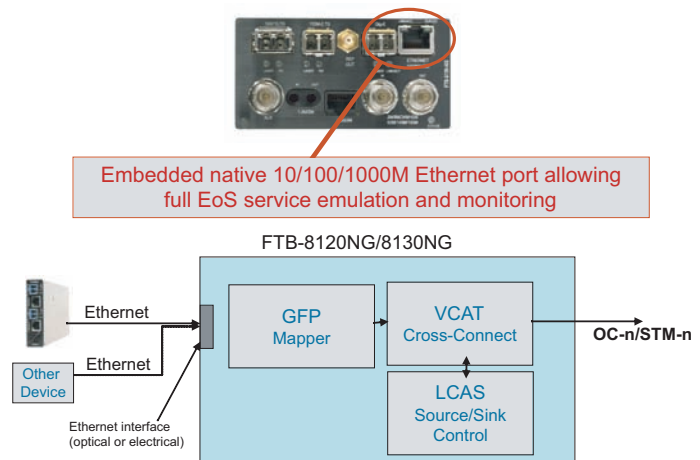 ETHERNET
Embedded native 10/100/1000M Ethernet port allowing
full EoS service emulation and monitoring
FTB-8120NG/8130NG
Ethernet
GFP
Mapper
VCAT
Cross-Connect
OC-n/STM-n
Ethernet
Other
Device
LCAS
Source/Sink
Control
Ethernet interface
(optical or electrical)